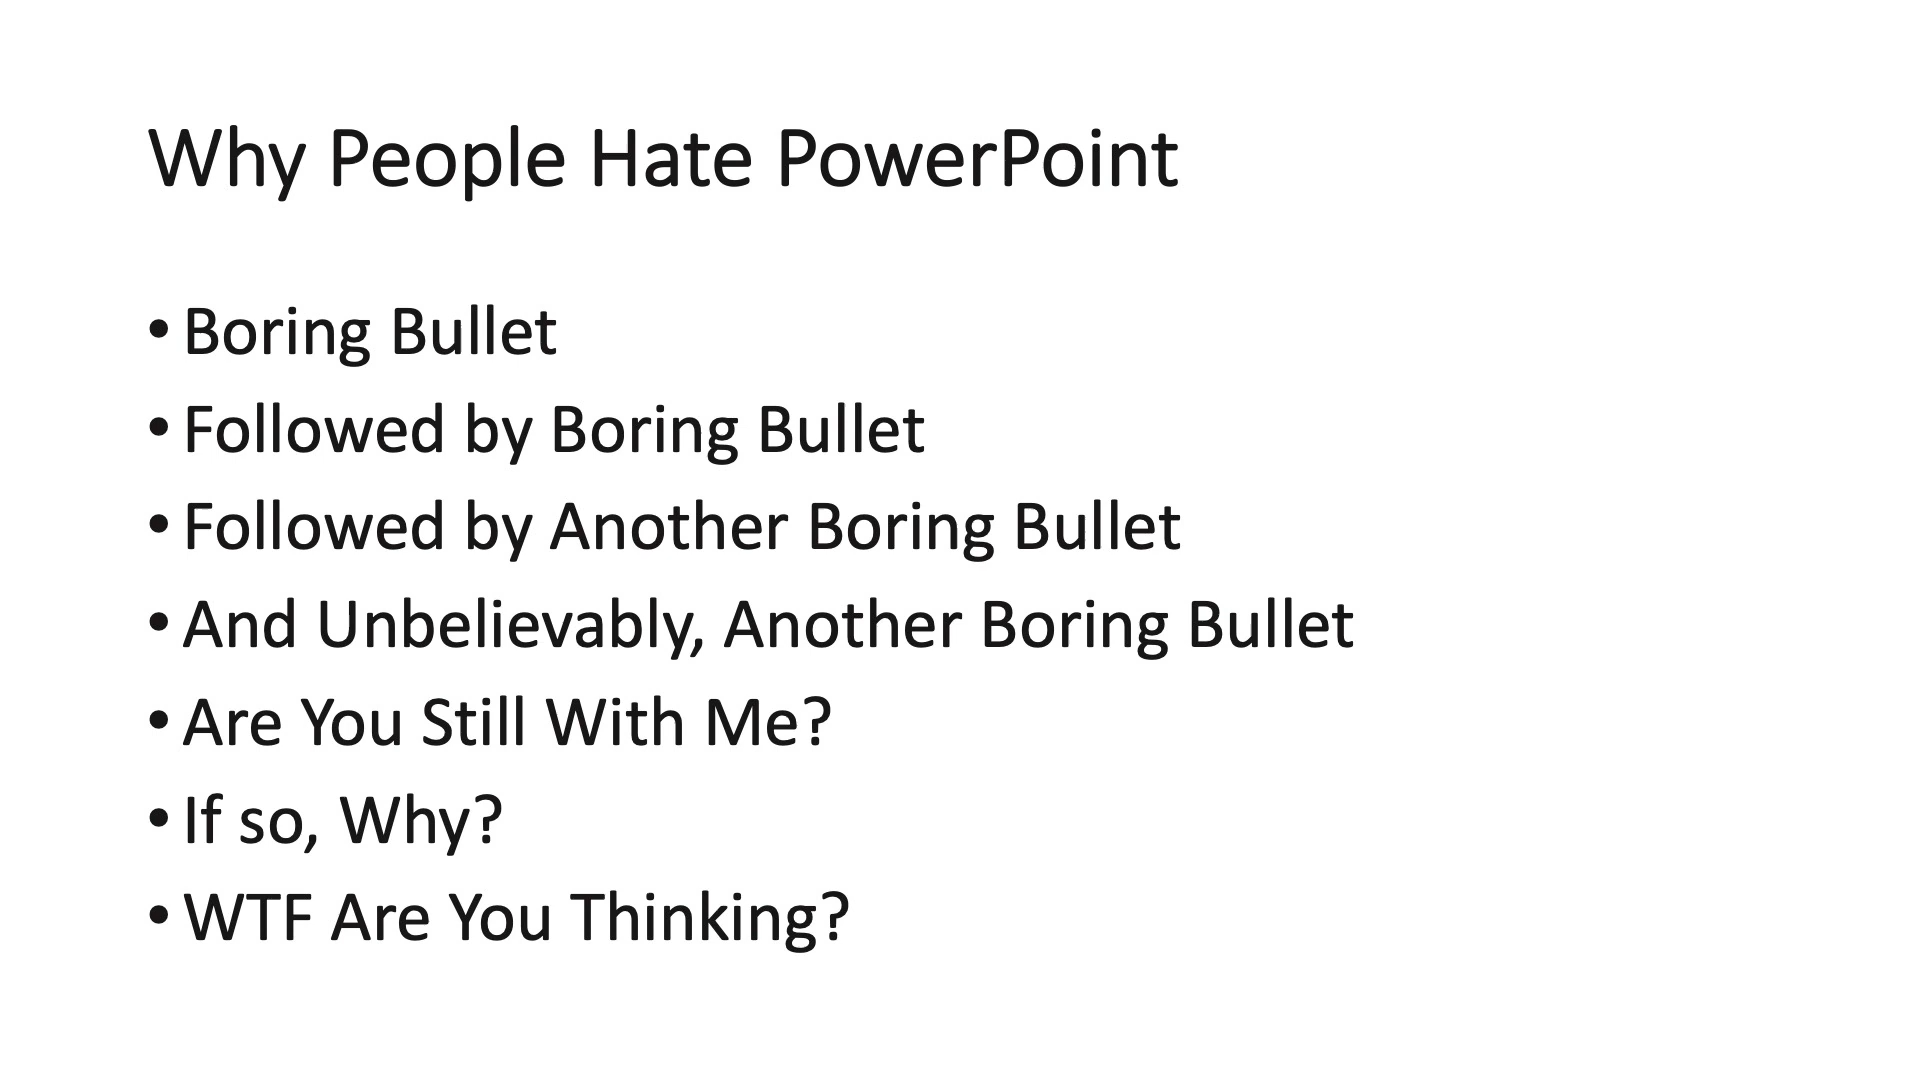 Why People Hate PowerPoint
• Boring Bullet
• Followed by Boring Bullet
• Followed by Another Boring Bullet
• And Unbelievably, Another Boring Bullet
• Are You Still With Me?
• If so, Why?
• WTF Are You Thinking?